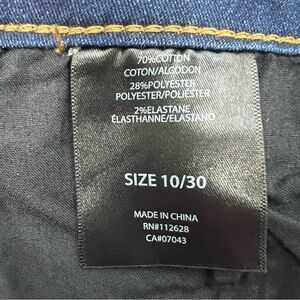 70%COTTON
COTON/ALGODON
28%POLYESTER
POLYESTER/POLIÉSTER
2%ELASTANE
ÉLASTHANNE/ELASTANO
SIZE 10/30
MADE IN CHINA
RN#112628
CA#07043